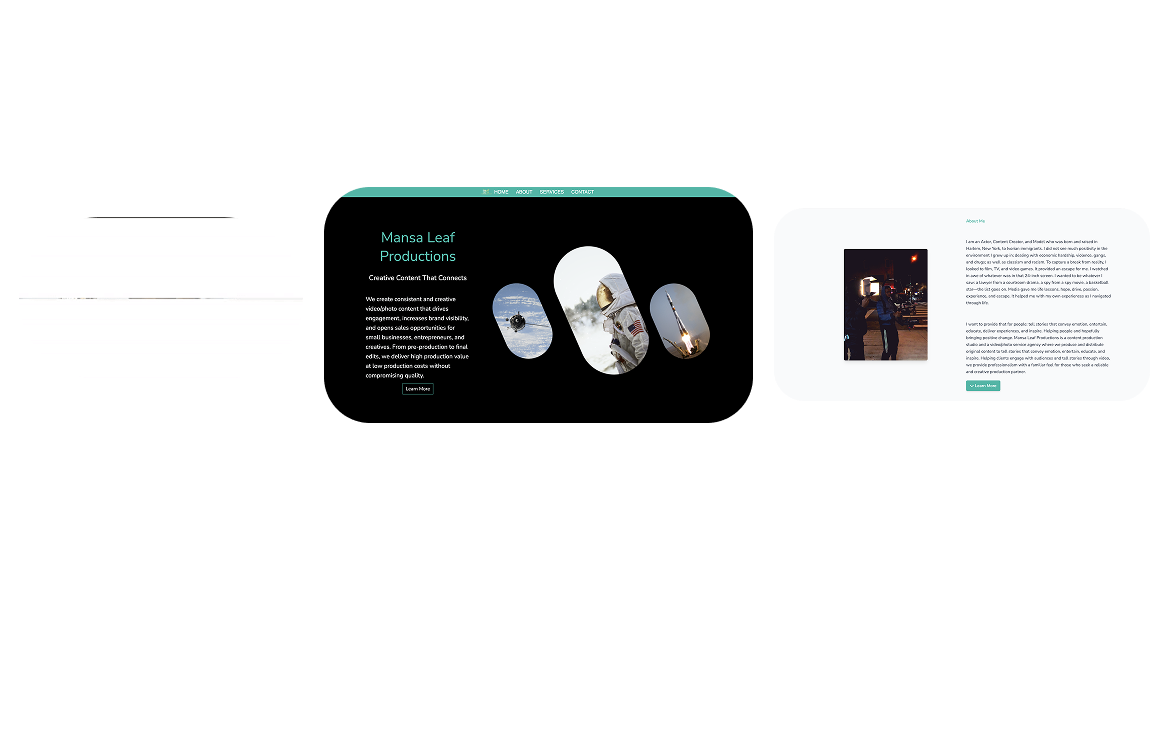 HOME ABOUT SERVICES CONTACT
Mansa Leaf
Productions
Creative Content That Connects
We create consistent and creative
video/photo content that drives
engagement, increases brand visibility,
and opens sales opportunities for
small businesses, entrepreneurs, and
creatives. From pre-production to final
edits, we deliver high production value
at low production costs without
compromising quality.
Learn More
About Me
I am an Actor, Content Creator, and Model who was born and raised in
Harlem, New York, to Ivorian immigrants. I did not see much positivity in the
environment I grew up in; dealing with economic hardship, violence, gangs,
and drugs; as well, as classism and racism. To capture a break from reality, I
looked to film, TV, and video games. It provided an escape for me. I watched
in awe of whatever was in that 24-inch screen. I wanted to be whatever I
saw; a lawyer from a courtroom drama, a spy from a spy movie, a basketball
star—the list goes on. Media gave me life lessons, hope, drive, passion,
experience, and escape. It helped me with my own experiences as I navigated
through life.
I want to provide that for people; tell stories that convey emotion, entertain,
educate, deliver experiences, and inspire. Helping people and hopefully
bringing positive change. Mansa Leaf Productions is a content production
studio and a video/photo service agency where we produce and distribute
original content to tell stories that convey emotion, entertain, educate, and
inspire. Helping clients engage with audiences and tell stories through video,
we provide professionalism with a familiar feel for those who seek a reliable
and creative production partner.
Learn More